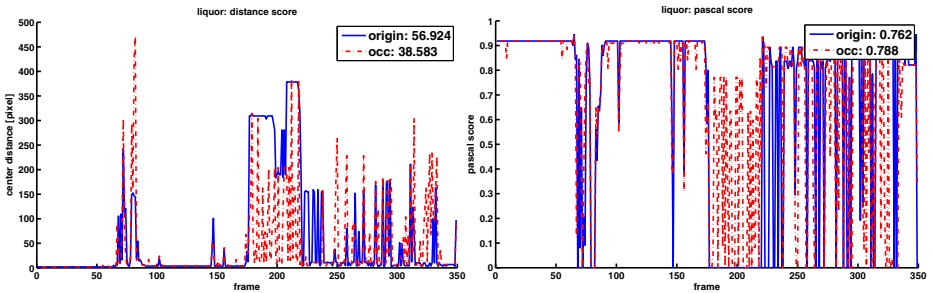 liquor: distance score
origin: 56.924
occ: 38.583
center distance [pixel]
500
450
400
350
300
250
200
150
100
50
0
0 50 100 150 200 250 300 350
frame
liquor: pascal score
origin: 0.762
occ: 0.788
pascal score
1
0.9
0.8
0.7
0.6
0.5
0.4
0.3
0.2
0.1
0
0 50 100 150 200 250 300 350
frame